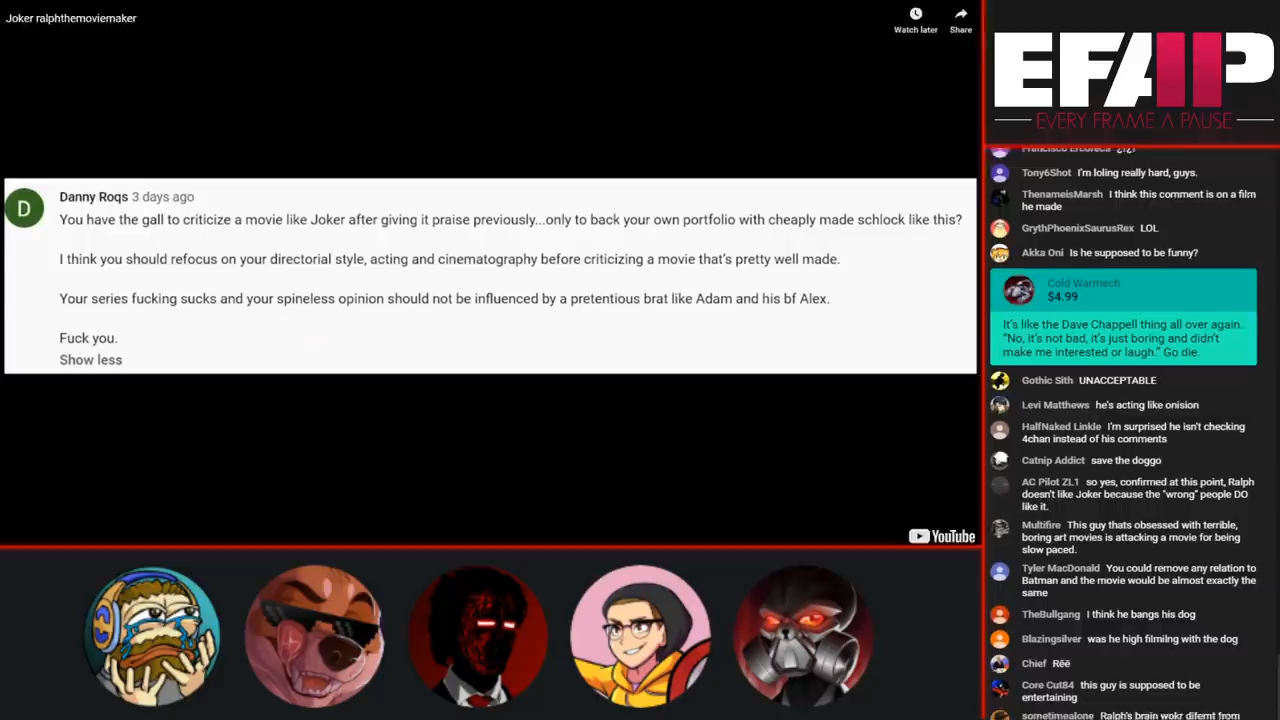 Joker ralphthemoviemaker
Watch later
Share
Danny Roqs 3 days ago
You have the gall to criticize a movie like Joker after giving it praise previously...only to back your own portfolio with cheaply made schlock like this?
I think you should refocus on your directorial style, acting and cinematography before criticizing a movie that's pretty well made.
Your series fucking sucks and your spineless opinion should not be influenced by a pretentious brat like Adam and his bf Alex.
Fuck you.
Show less
D
YouTube
EFAP
EVERY FRAME A PAUSE
Tony6Shot I'm loling really hard, guys.
ThenameisMarsh I think this comment is on a film
he made
GrythPhoenixSaurusRex LOL
Akka Oni Is he supposed to be funny?
Cold Warmech
$4.99
It's like the Dave Chappell thing all over again.
"No, it's not bad, it's just boring and didn't
make me interested or laugh." Go die.
Gothic Sith UNACCEPTABLE
Levi Matthews he's acting like onision
HalfNaked Linkle I'm surprised he isn't checking
4chan instead of his comments
Catnip Addict save the doggo
AC Pilot ZL1 so yes, confirmed at this point, Ralph
doesn't like Joker because the "wrong" people DO
like it.
Multifire This guy thats obsessed with terrible,
boring art movies is attacking a movie for being
slow paced.
Tyler MacDonald You could remove any relation to
Batman and the movie would be almost exactly the
same
TheBullgang I think he bangs his dog
Blazingsilver was he high filmilng with the dog
Chief Rëë
Core Cut84 this guy is supposed to be
entertaining
sometimealone Ralph's brain wokr difernt from